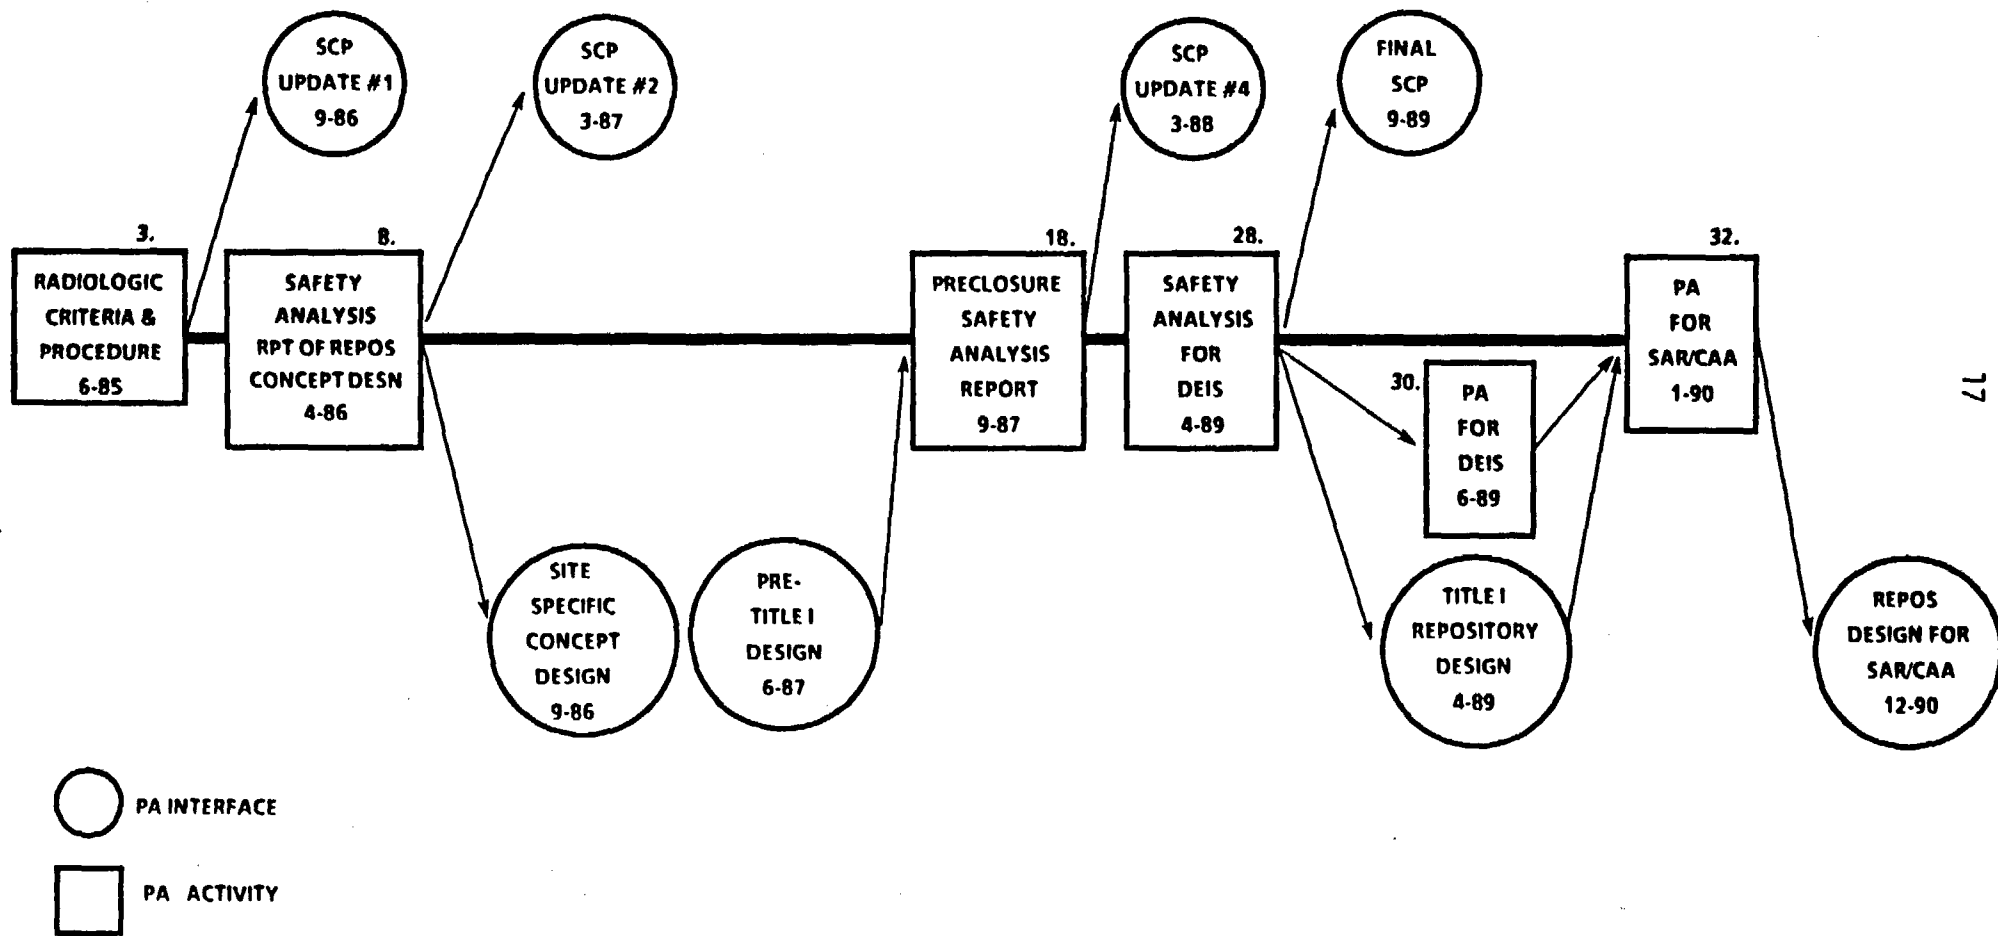 SCP
UPDATE #1
9-86
SCP
UPDATE #2
3-87
SCP
UPDATE #4
3-88
FINAL
SCP
9-89
3.
RADIOLOGIC
CRITERIA &
PROCEDURE
6-85
8.
SAFETY
ANALYSIS
RPT OF REPOS
CONCEPT DESN
4-86
18.
PRECLOSURE
SAFETY
ANALYSIS
REPORT
9-87
28.
SAFETY
ANALYSIS
FOR
DEIS
4-89
30.
PA
FOR
DEIS
6-89
32.
PA
FOR
SAR/CAA
1-90
17
SITE
SPECIFIC
CONCEPT
DESIGN
9-86
PRE-
TITLE I
DESIGN
6-87
TITLE I
REPOSITORY
DESIGN
4-89
REPOS
DESIGN FOR
SAR/CAA
12-90
PA INTERFACE
PA ACTIVITY